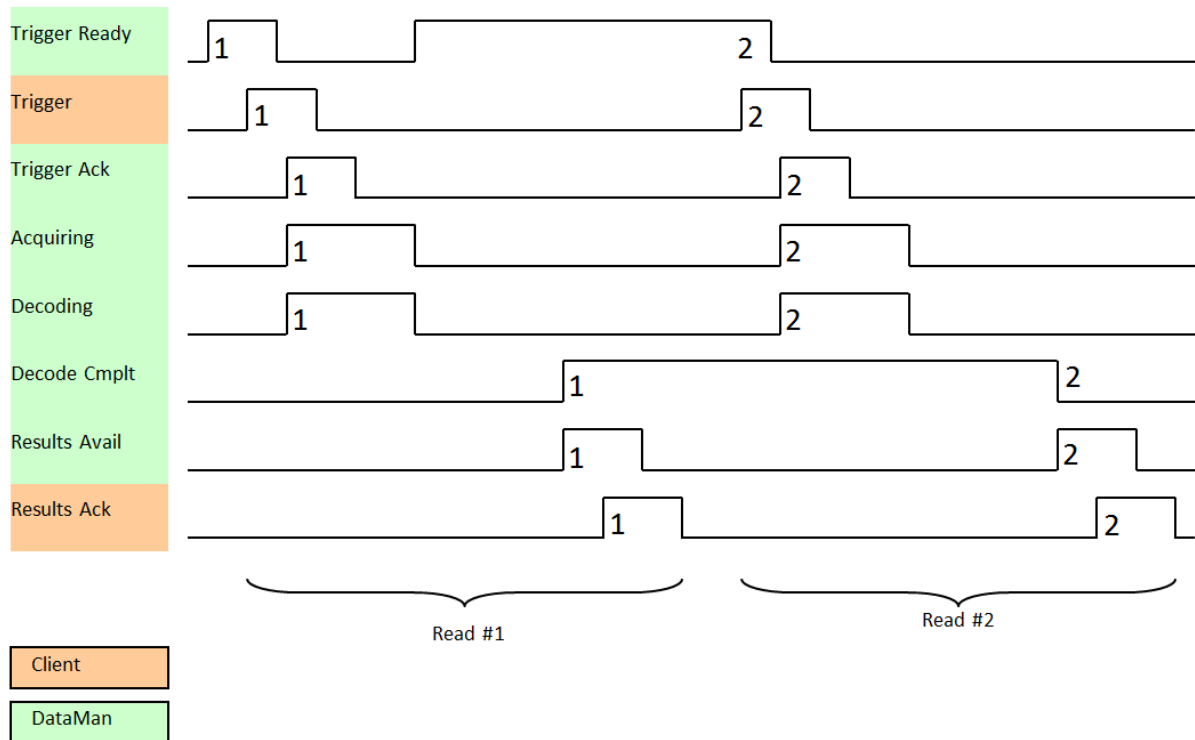 Trigger Ready 1 2
Trigger 1 2
Trigger Ack 1 2
Acquiring 1 2
Decoding 1 2
Decode Cmplt 1 2
Results Avail 1 2
Results Ack 1 2
Read #1 Read #2
Client
DataMan